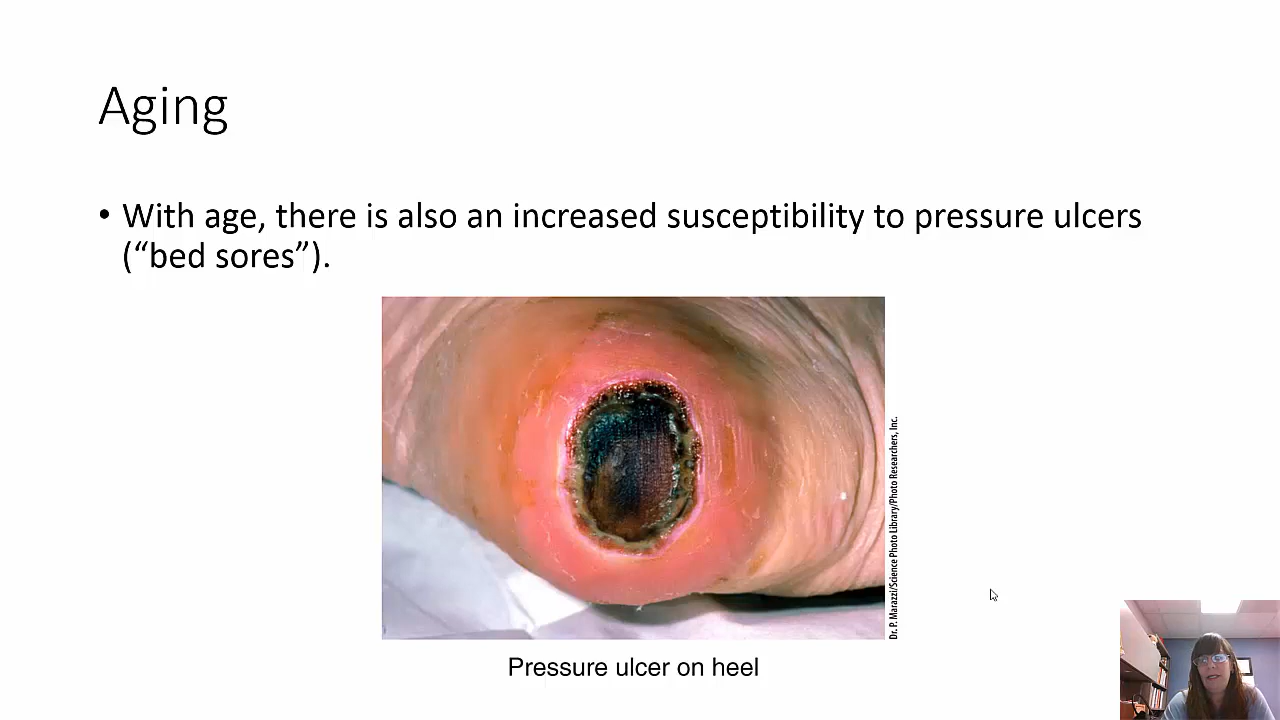 Aging
• With age, there is also an increased susceptibility to pressure ulcers
(“bed sores”).
Dr. P. Marazzi/Science Photo Library/Photo Researchers, Inc.
Pressure ulcer on heel